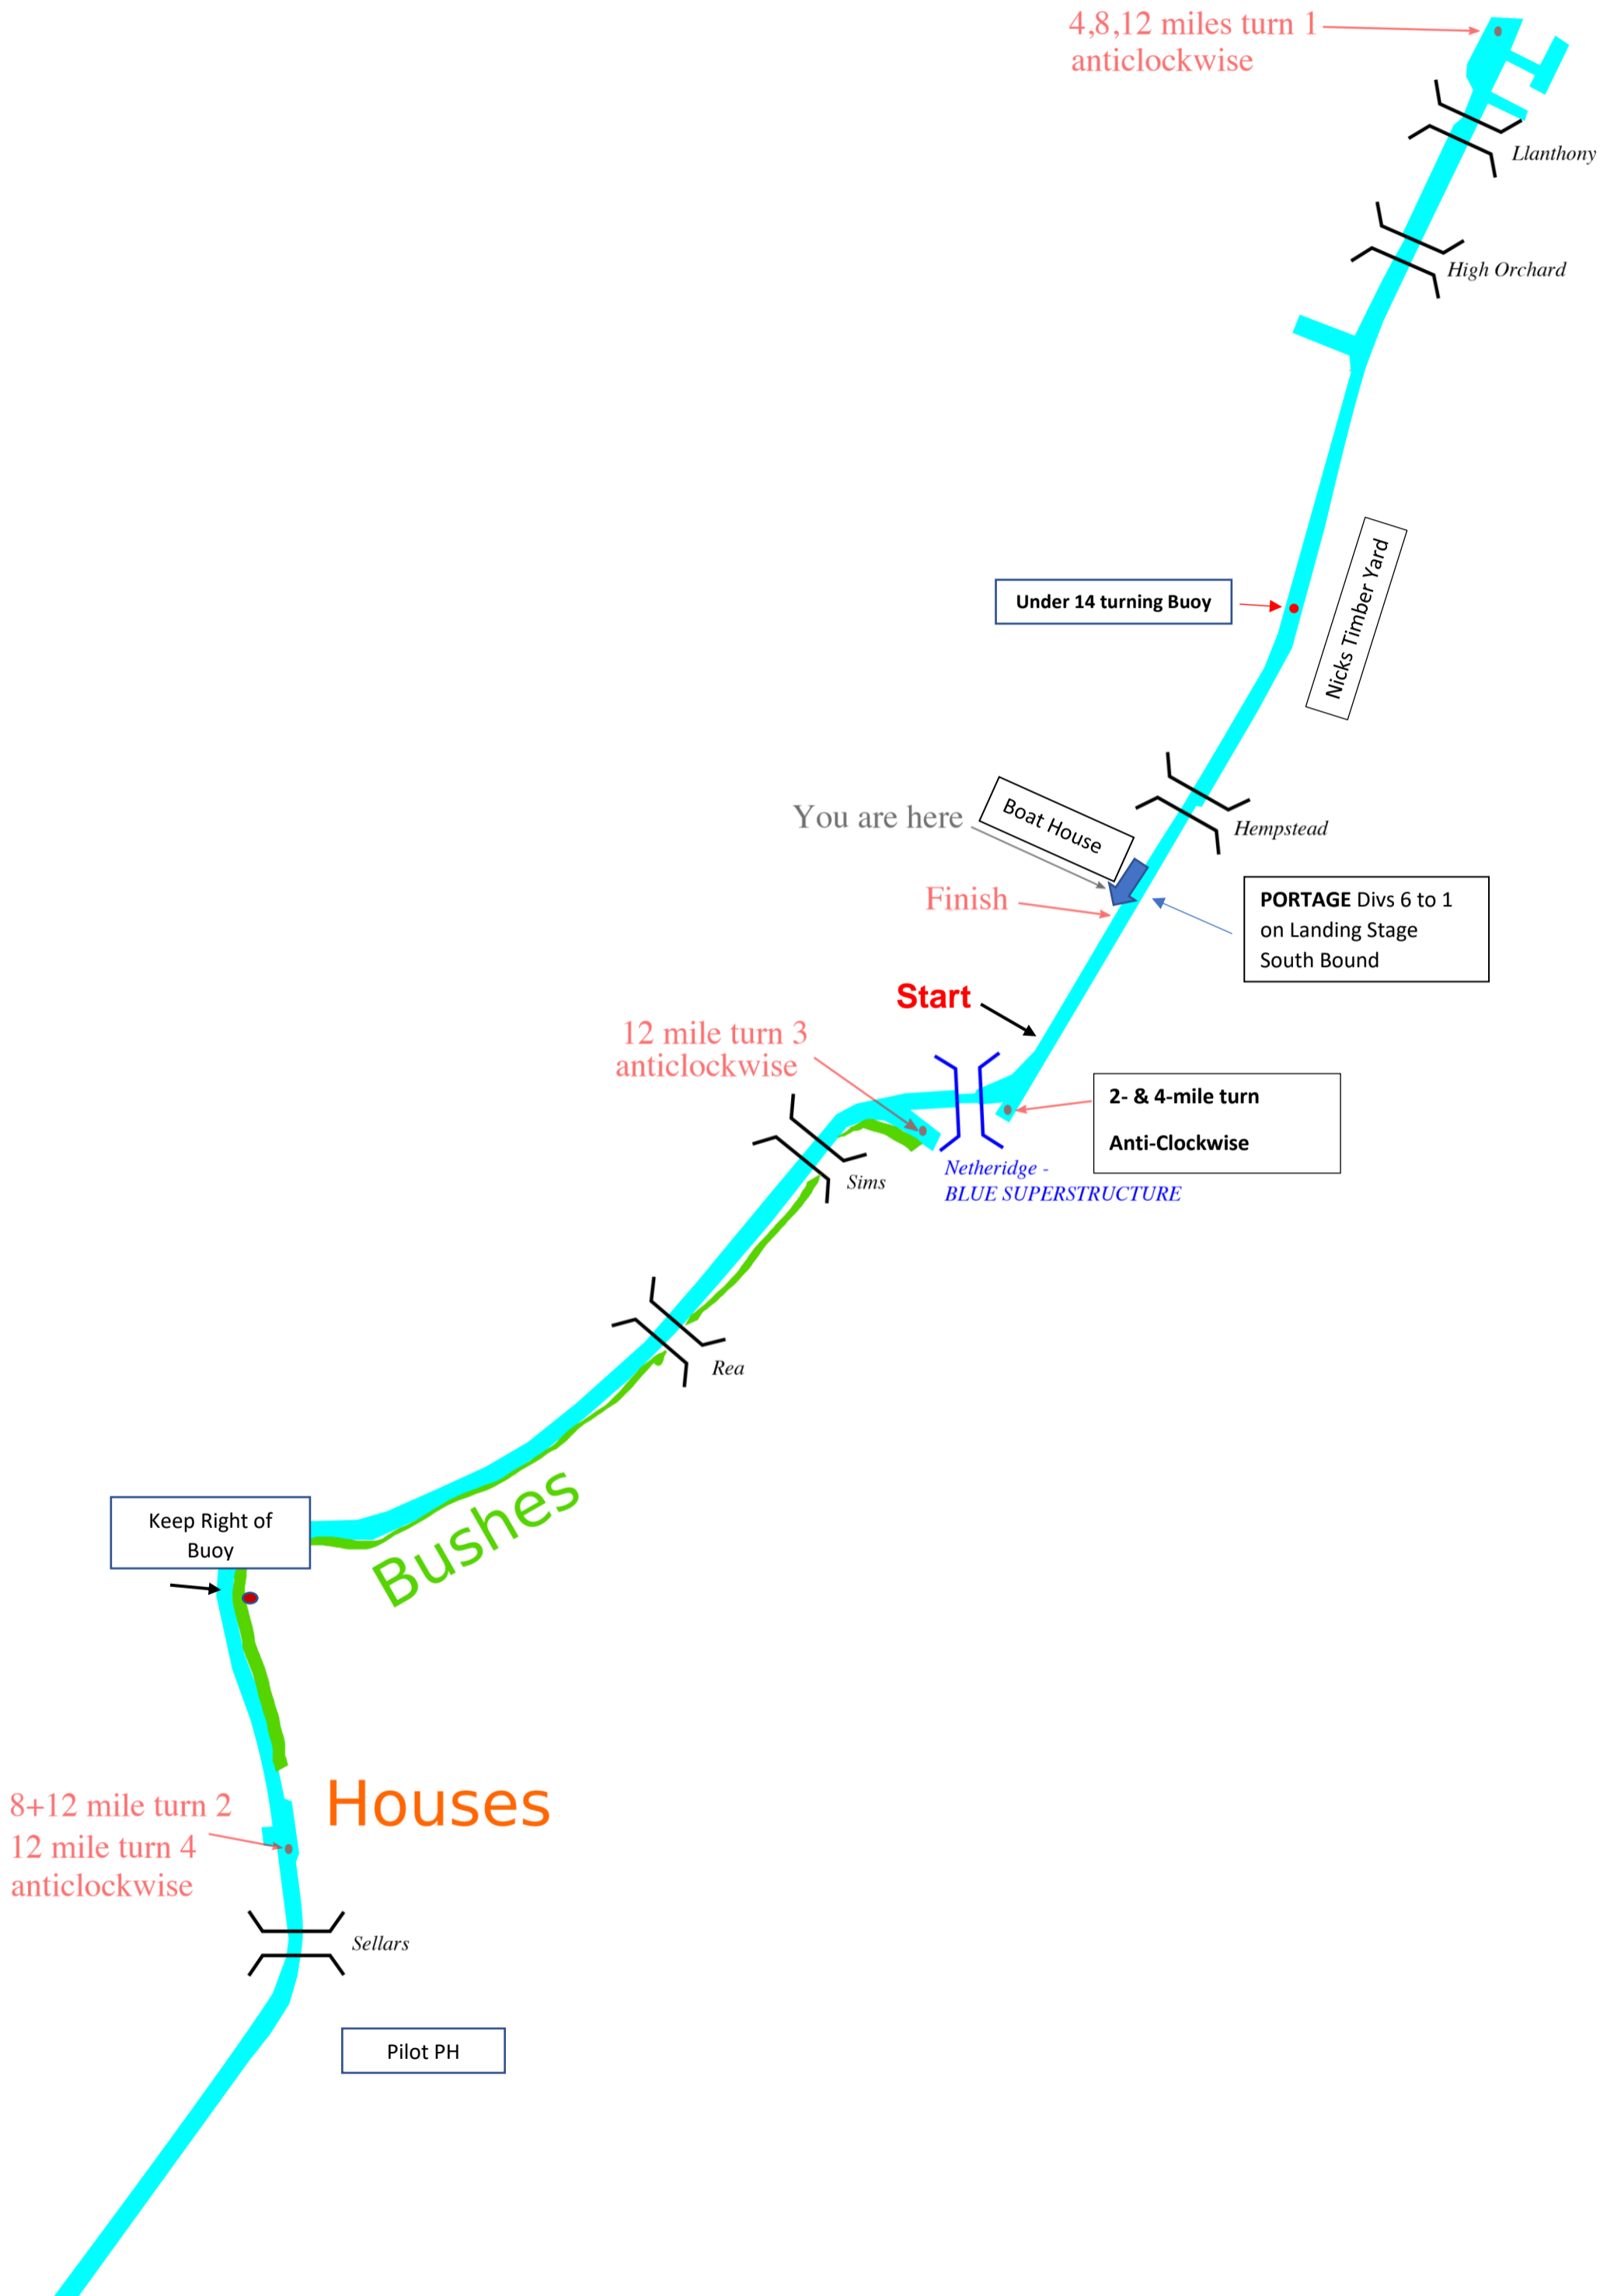 4,8,12 miles turn 1
anticlockwise
Llanthony
High Orchard
Under 14 turning Buoy
Nicks Timber Yard
Hempstead
You are here
Boat House
Finish
PORTAGE Divs 6 to 1
on Landing Stage
South Bound
Start
12 mile turn 3
anticlockwise
2- & 4-mile turn
Anti-Clockwise
Netheridge -
BLUE SUPERSTRUCTURE
Sims
Rea
Bushes
Keep Right of
Buoy
Houses
8+12 mile turn 2
12 mile turn 4
anticlockwise
Sellars
Pilot PH